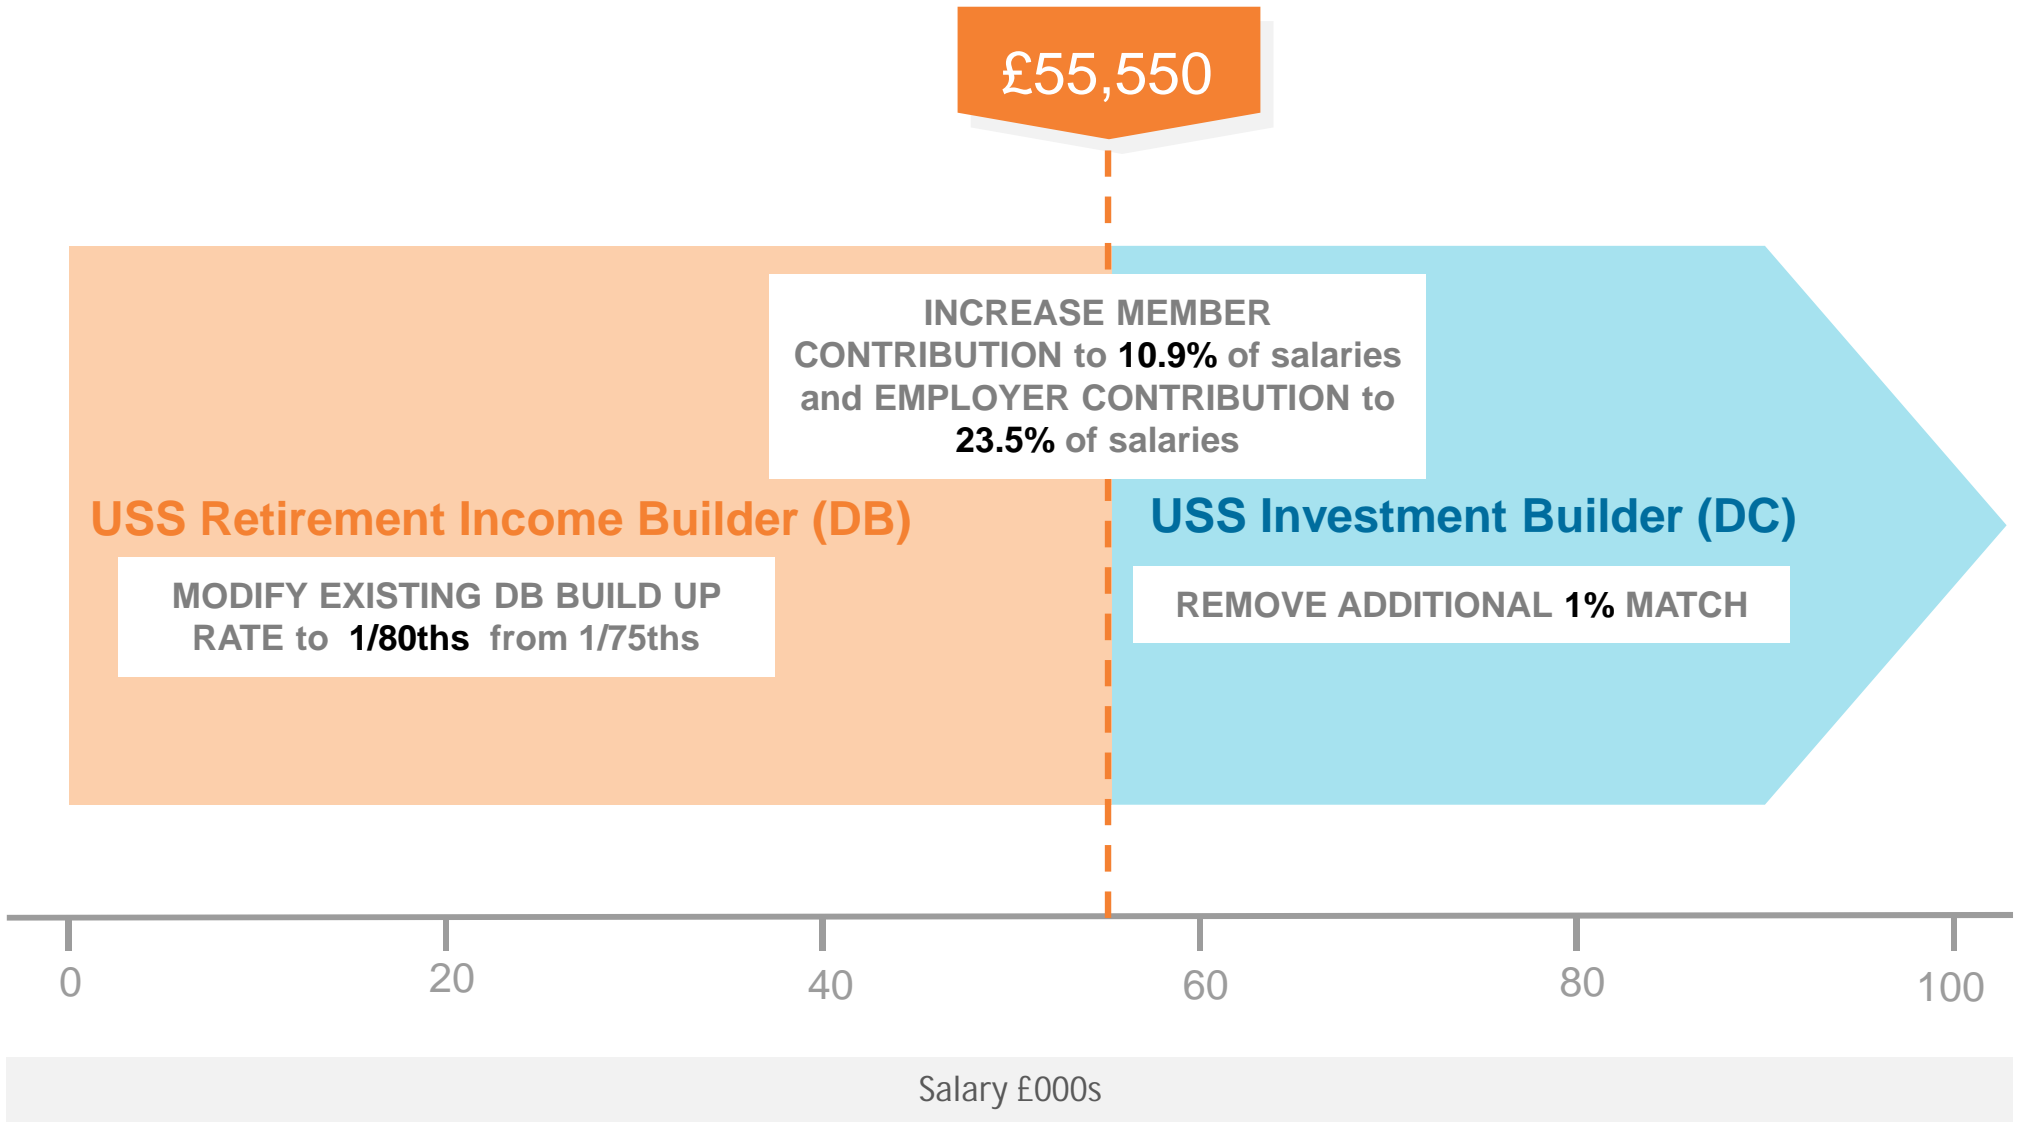 £55,550
INCREASE MEMBER
CONTRIBUTION to 10.9% of salaries
and EMPLOYER CONTRIBUTION to
23.5% of salaries
USS Retirement Income Builder (DB)
MODIFY EXISTING DB BUILD UP
RATE to 1/80ths from 1/75ths
USS Investment Builder (DC)
REMOVE ADDITIONAL 1% MATCH
0 20 40 60 80 100
Salary £000s